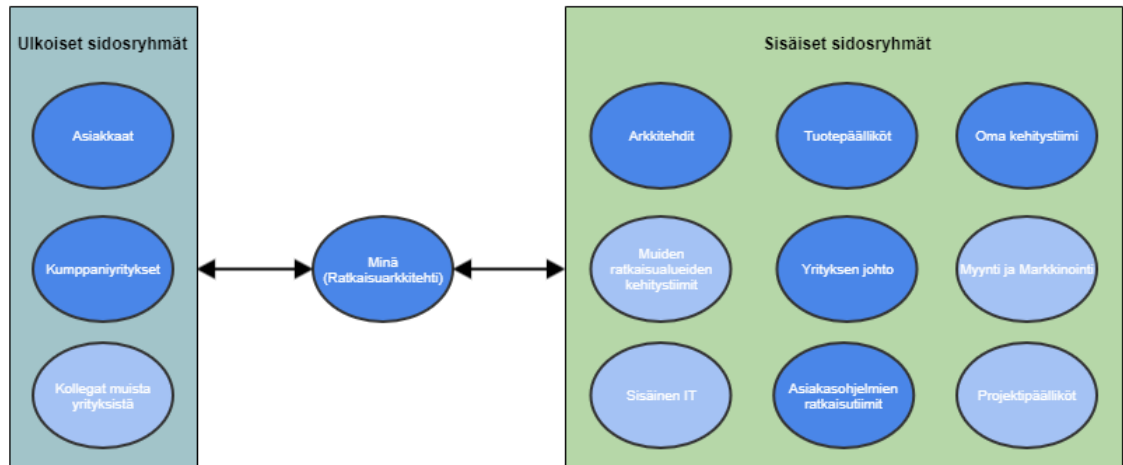 Ulkoiset sidosryhmät
Asiakkaat
Kumppaniyritykset
Kollegat muista
yrityksistä
Minä
(Ratkaisuarkkitehti)
Sisäiset sidosryhmät
Arkkitehdit
Tuotepäälliköt
Oma kehitystiimi
Muiden
ratkaisualueiden
kehitystiimit
Yrityksen johto
Myynti ja Markkinointi
Sisäinen IT
Asiakasohjelmien
ratkaisutiimit
Projektipäälliköt